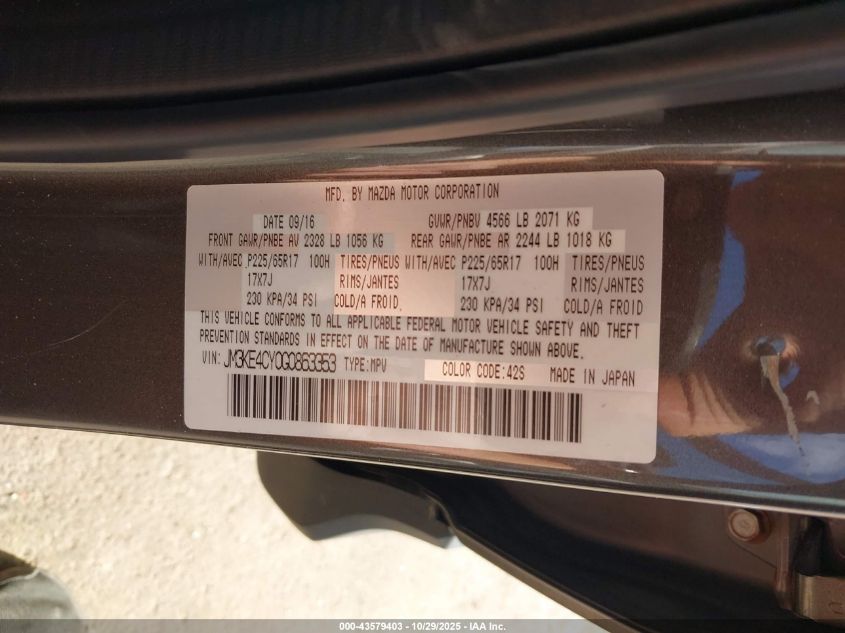 MFD. BY MAZDA MOTOR CORPORATION
DATE 09/16 GVWR/PNBV 4566 LB 2071 KG
FRONT GAWR/PNBE AV 2328 LB 1056 KG REAR GAWR/PNBE AR 2244 LB 1018 KG
WITH/AVEC P225/65R17 100H TIRES/PNEUS WITH/AVEC P225/65R17 100H TIRES/PNEUS
17X7J RIMS/JANTES 17X7J RIMS/JANTES
230 KPA/34 PSI COLD/A FROID, 230 KPA/34 PSI COLD/A FROID
THIS VEHICLE CONFORMS TO ALL APPLICABLE FEDERAL MOTOR VEHICLE SAFETY AND THEFT
PREVENTION STANDARDS IN EFFECT ON THE DATE OF MANUFACTURE SHOWN ABOVE.
VIN: JM3KE4CY0G0863353 TYPE:MPV COLOR CODE:42S MADE IN JAPAN
000-43579403 - 10/29/2025 - IAA Inc.